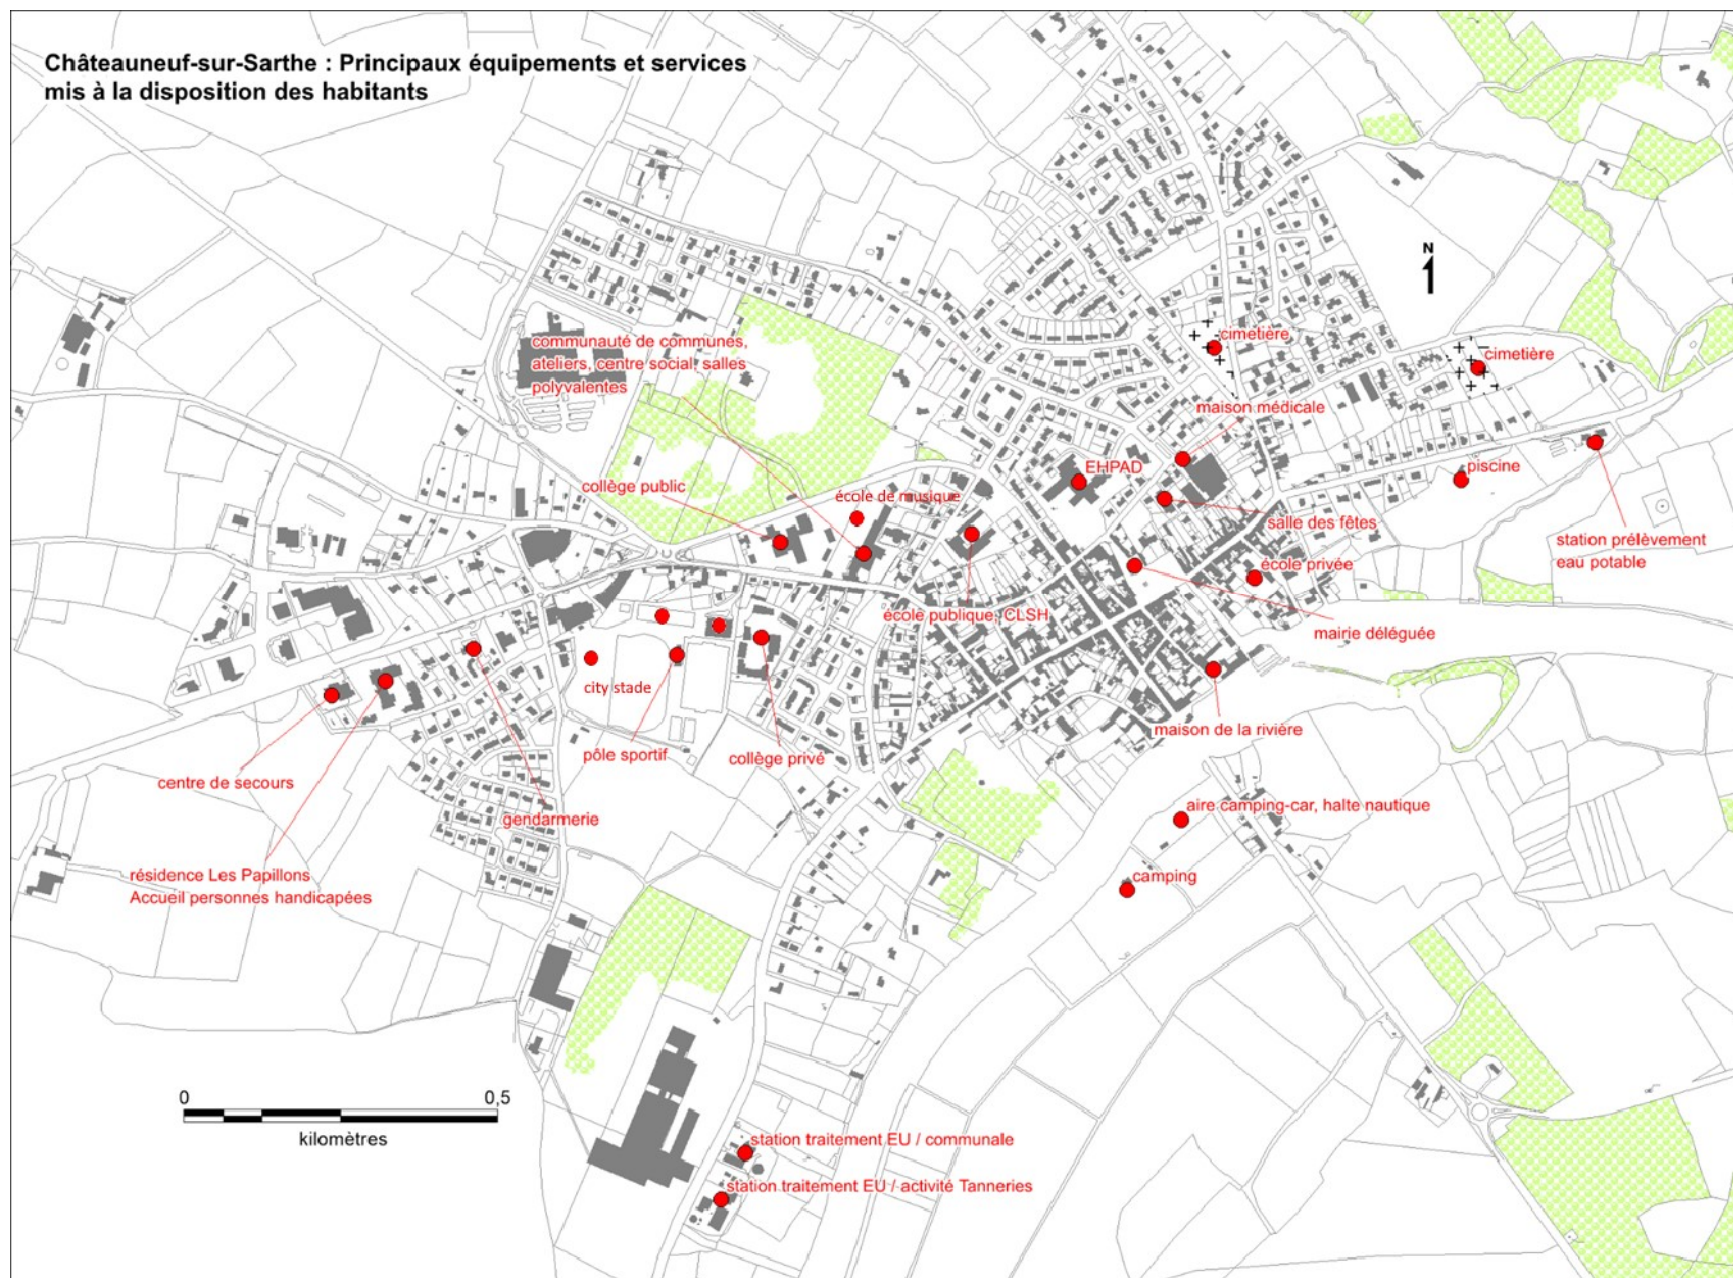 Châteauneuf-sur-Sarthe : Principaux équipements et services
mis à la disposition des habitants
N
communauté de communes,
ateliers, centre social, salles
polyvalentes
cimetière
cimetière
maison médicale
EHPAD
piscine
collège public
école de musique
salle des fêtes
station prélèvement
eau potable
école privée
école publique, CLSH
mairie déléguée
city stade
pôle sportif
collège privé
maison de la rivière
centre de secours
gendarmerie
aire camping-car, halte nautique
résidence Les Papillons
Accueil personnes handicapées
camping
0 0,5
kilomètres
station traitement EU / communale
station traitement EU / activité Tanneries